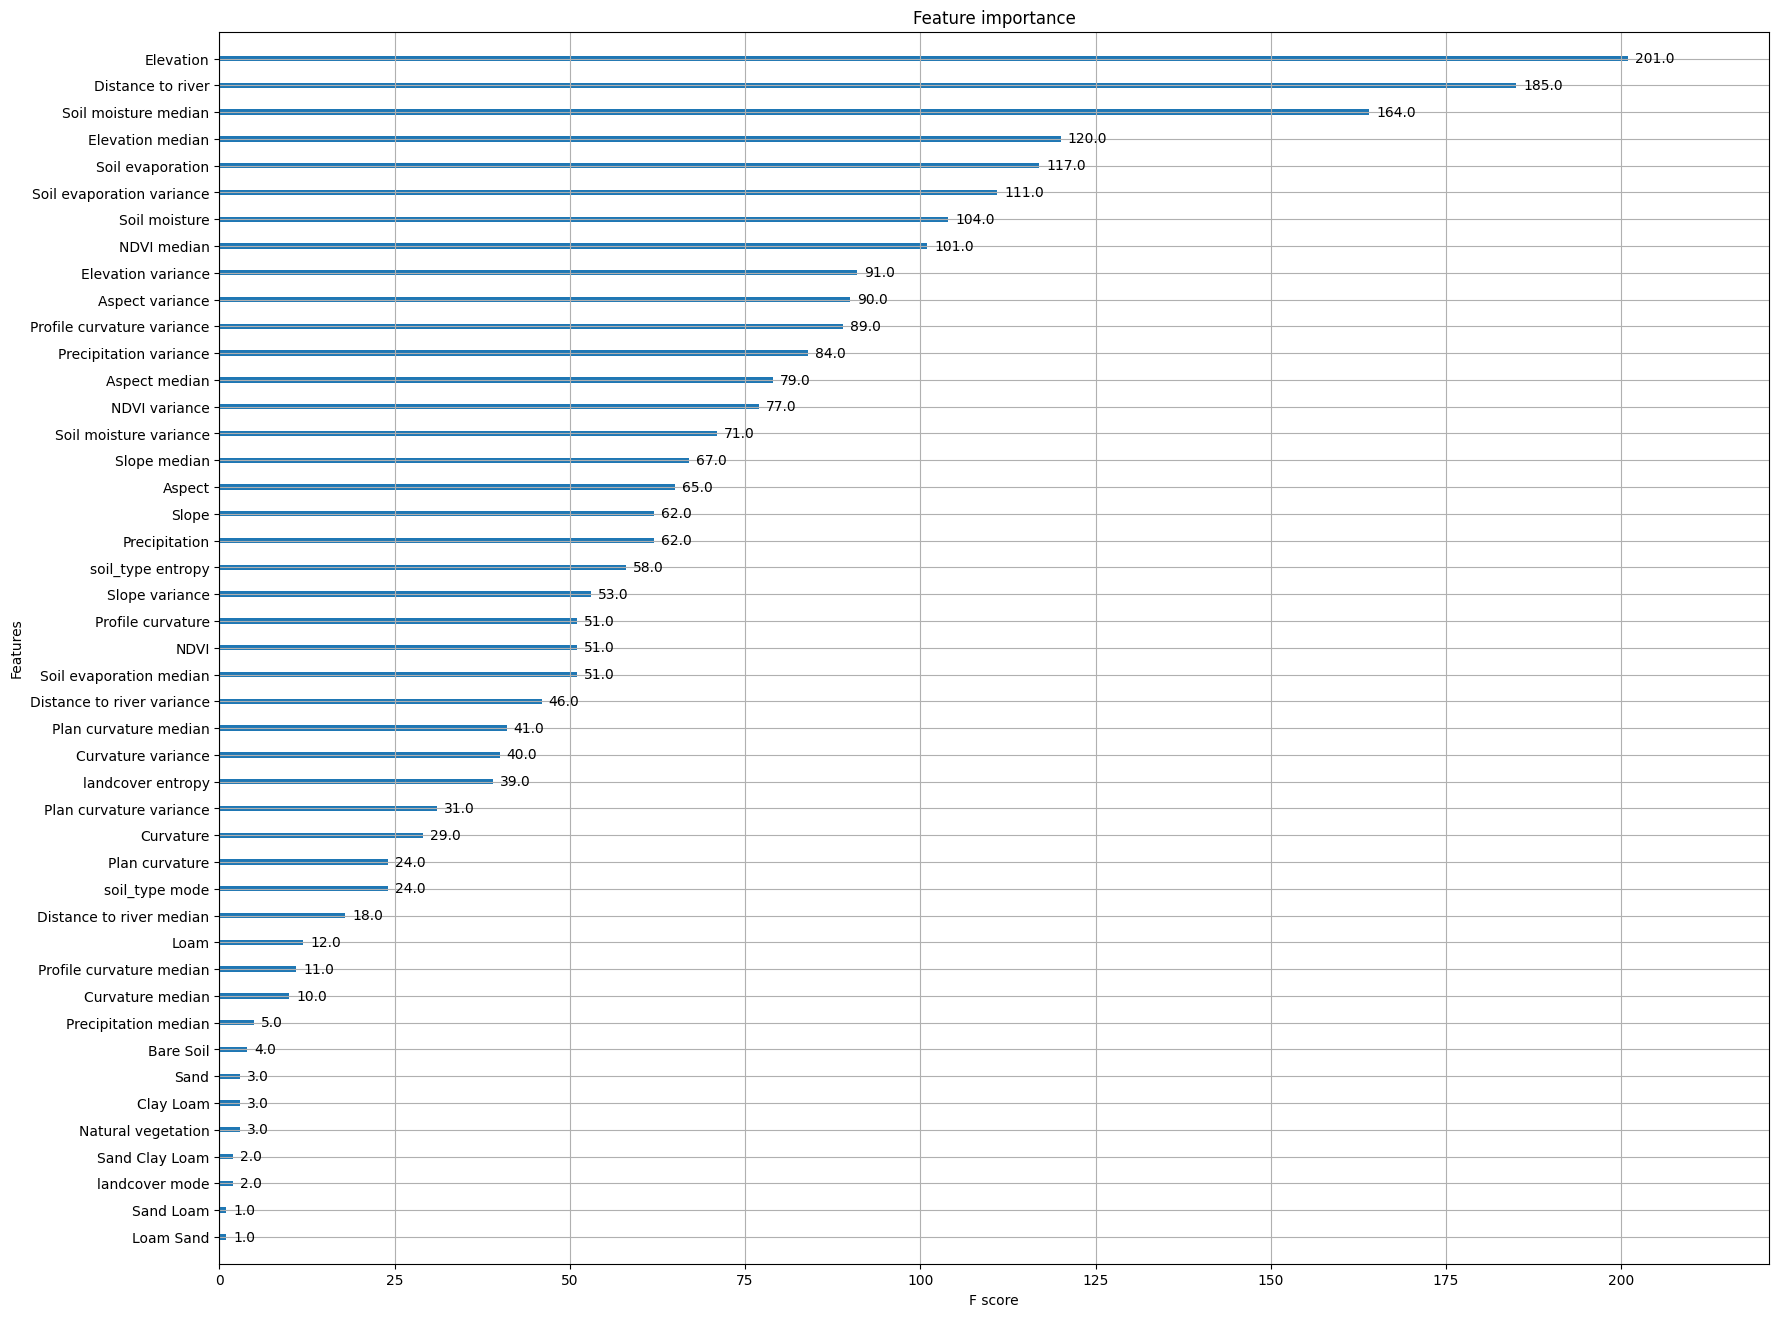 Feature importance
Elevation 201.0
Distance to river 185.0
Soil moisture median 164.0
Elevation median 120.0
Soil evaporation 117.0
Soil evaporation variance 111.0
Soil moisture 104.0
NDVI median 101.0
Elevation variance 91.0
Aspect variance 90.0
Profile curvature variance 89.0
Precipitation variance 84.0
Aspect median 79.0
NDVI variance 77.0
Soil moisture variance 71.0
Slope median 67.0
Aspect 65.0
Slope 62.0
Precipitation 62.0
soil_type entropy 58.0
Slope variance 53.0
Profile curvature 51.0
NDVI 51.0
Soil evaporation median 51.0
Distance to river variance 46.0
Plan curvature median 41.0
Curvature variance 40.0
landcover entropy 39.0
Plan curvature variance 31.0
Curvature 29.0
Plan curvature 24.0
soil_type mode 24.0
Distance to river median 18.0
Loam 12.0
Profile curvature median 11.0
Curvature median 10.0
Precipitation median 5.0
Bare Soil 4.0
Sand 3.0
Clay Loam 3.0
Natural vegetation 3.0
Sand Clay Loam 2.0
landcover mode 2.0
Sand Loam 1.0
Loam Sand 1.0
Features
0 25 50 75 100 125 150 175 200
F score